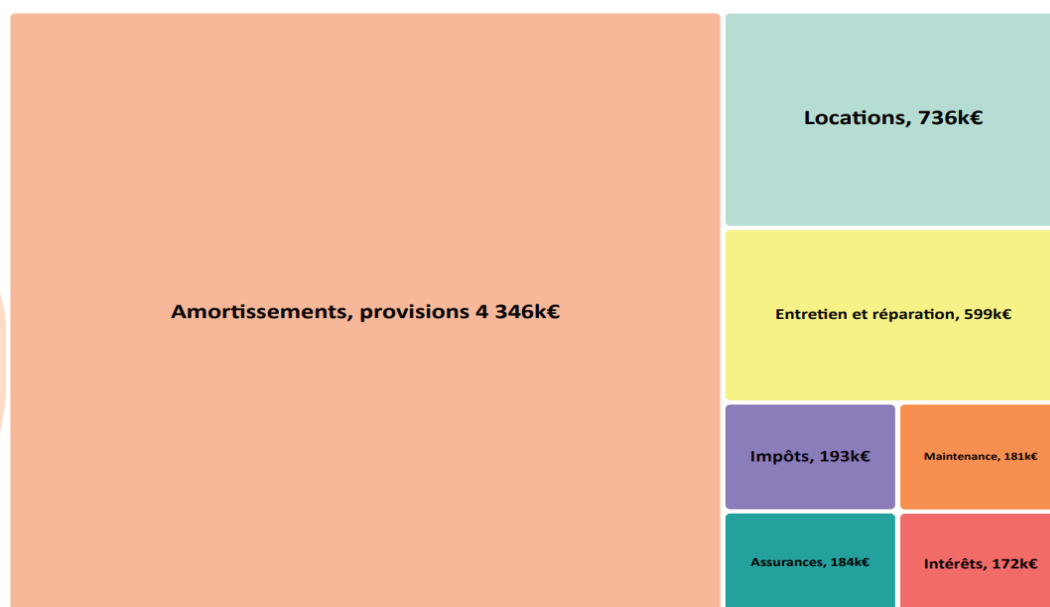 Locations, 736k€
Amortissements, provisions 4 346k€
Entretien et réparation, 599k€
Impôts, 193k€
Maintenance, 181k€
Assurances, 184k€
Intérêts, 172k€